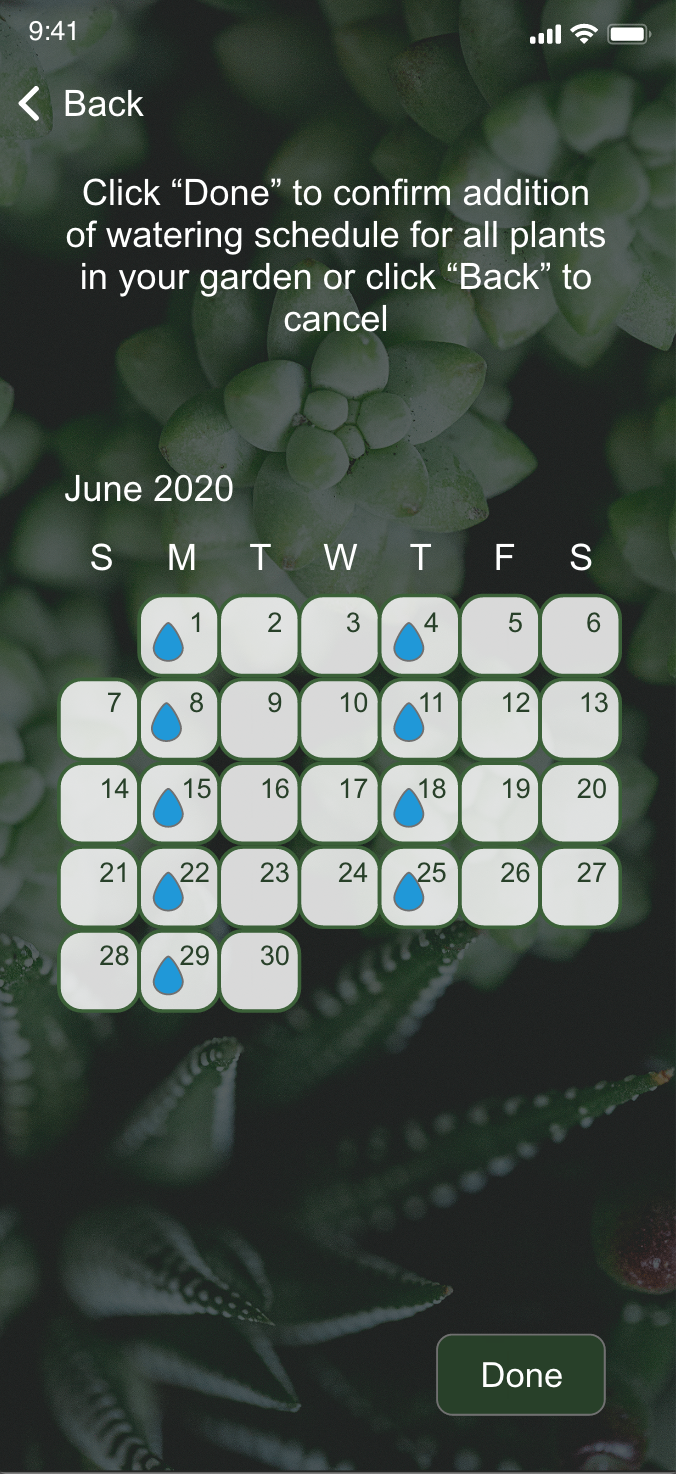 9:41
Back
Click “Done” to confirm addition
of watering schedule for all plants
in your garden or click “Back” to
cancel
June 2020
S M T W T F S
1 2 3 4 5 6
7 8 9 10 11 12 13
14 15 16 17 18 19 20
21 22 23 24 25 26 27
28 29 30
Done